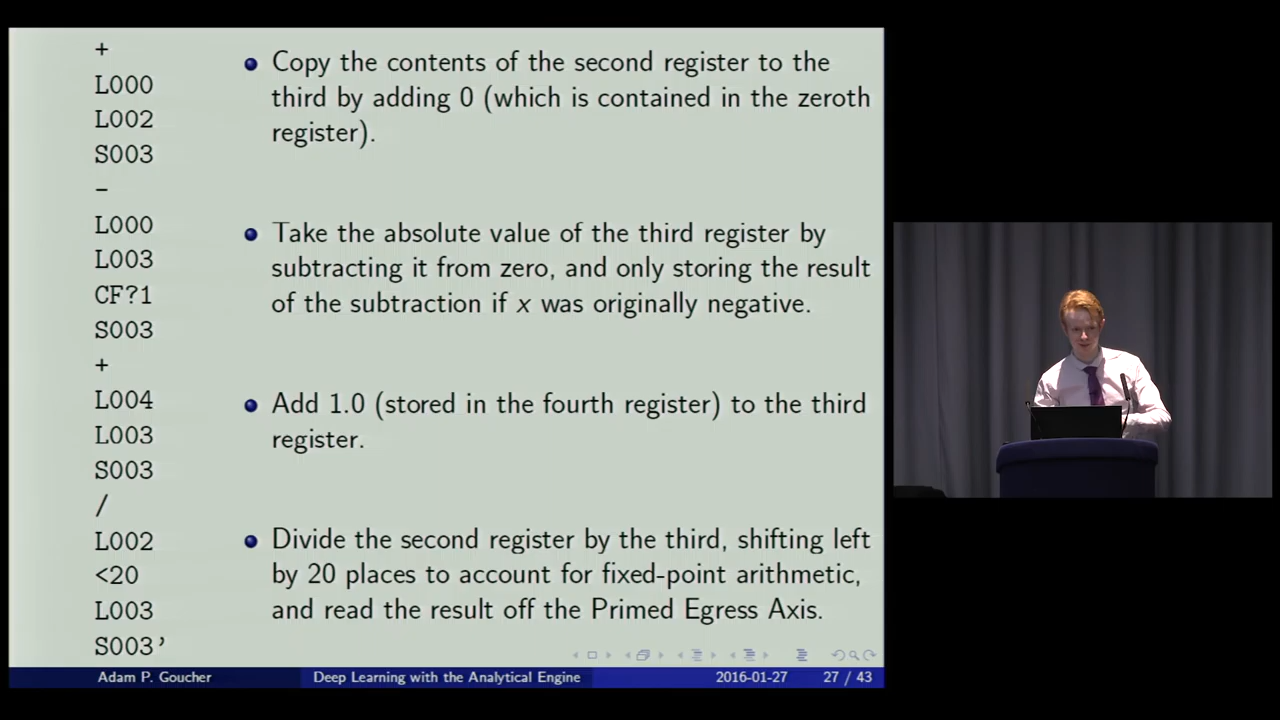 +
L000
L002
S003
-
L000
L003
CF?1
S003
+
L004
L003
S003
/
L002
<20
L003
S003’
Copy the contents of the second register to the
third by adding 0 (which is contained in the zeroth
register).
Take the absolute value of the third register by
subtracting it from zero, and only storing the result
of the subtraction if x was originally negative.
Add 1.0 (stored in the fourth register) to the third
register.
Divide the second register by the third, shifting left
by 20 places to account for fixed-point arithmetic,
and read the result off the Primed Egress Axis.
Adam P. Goucher Deep Learning with the Analytical Engine 2016-01-27 27 / 43